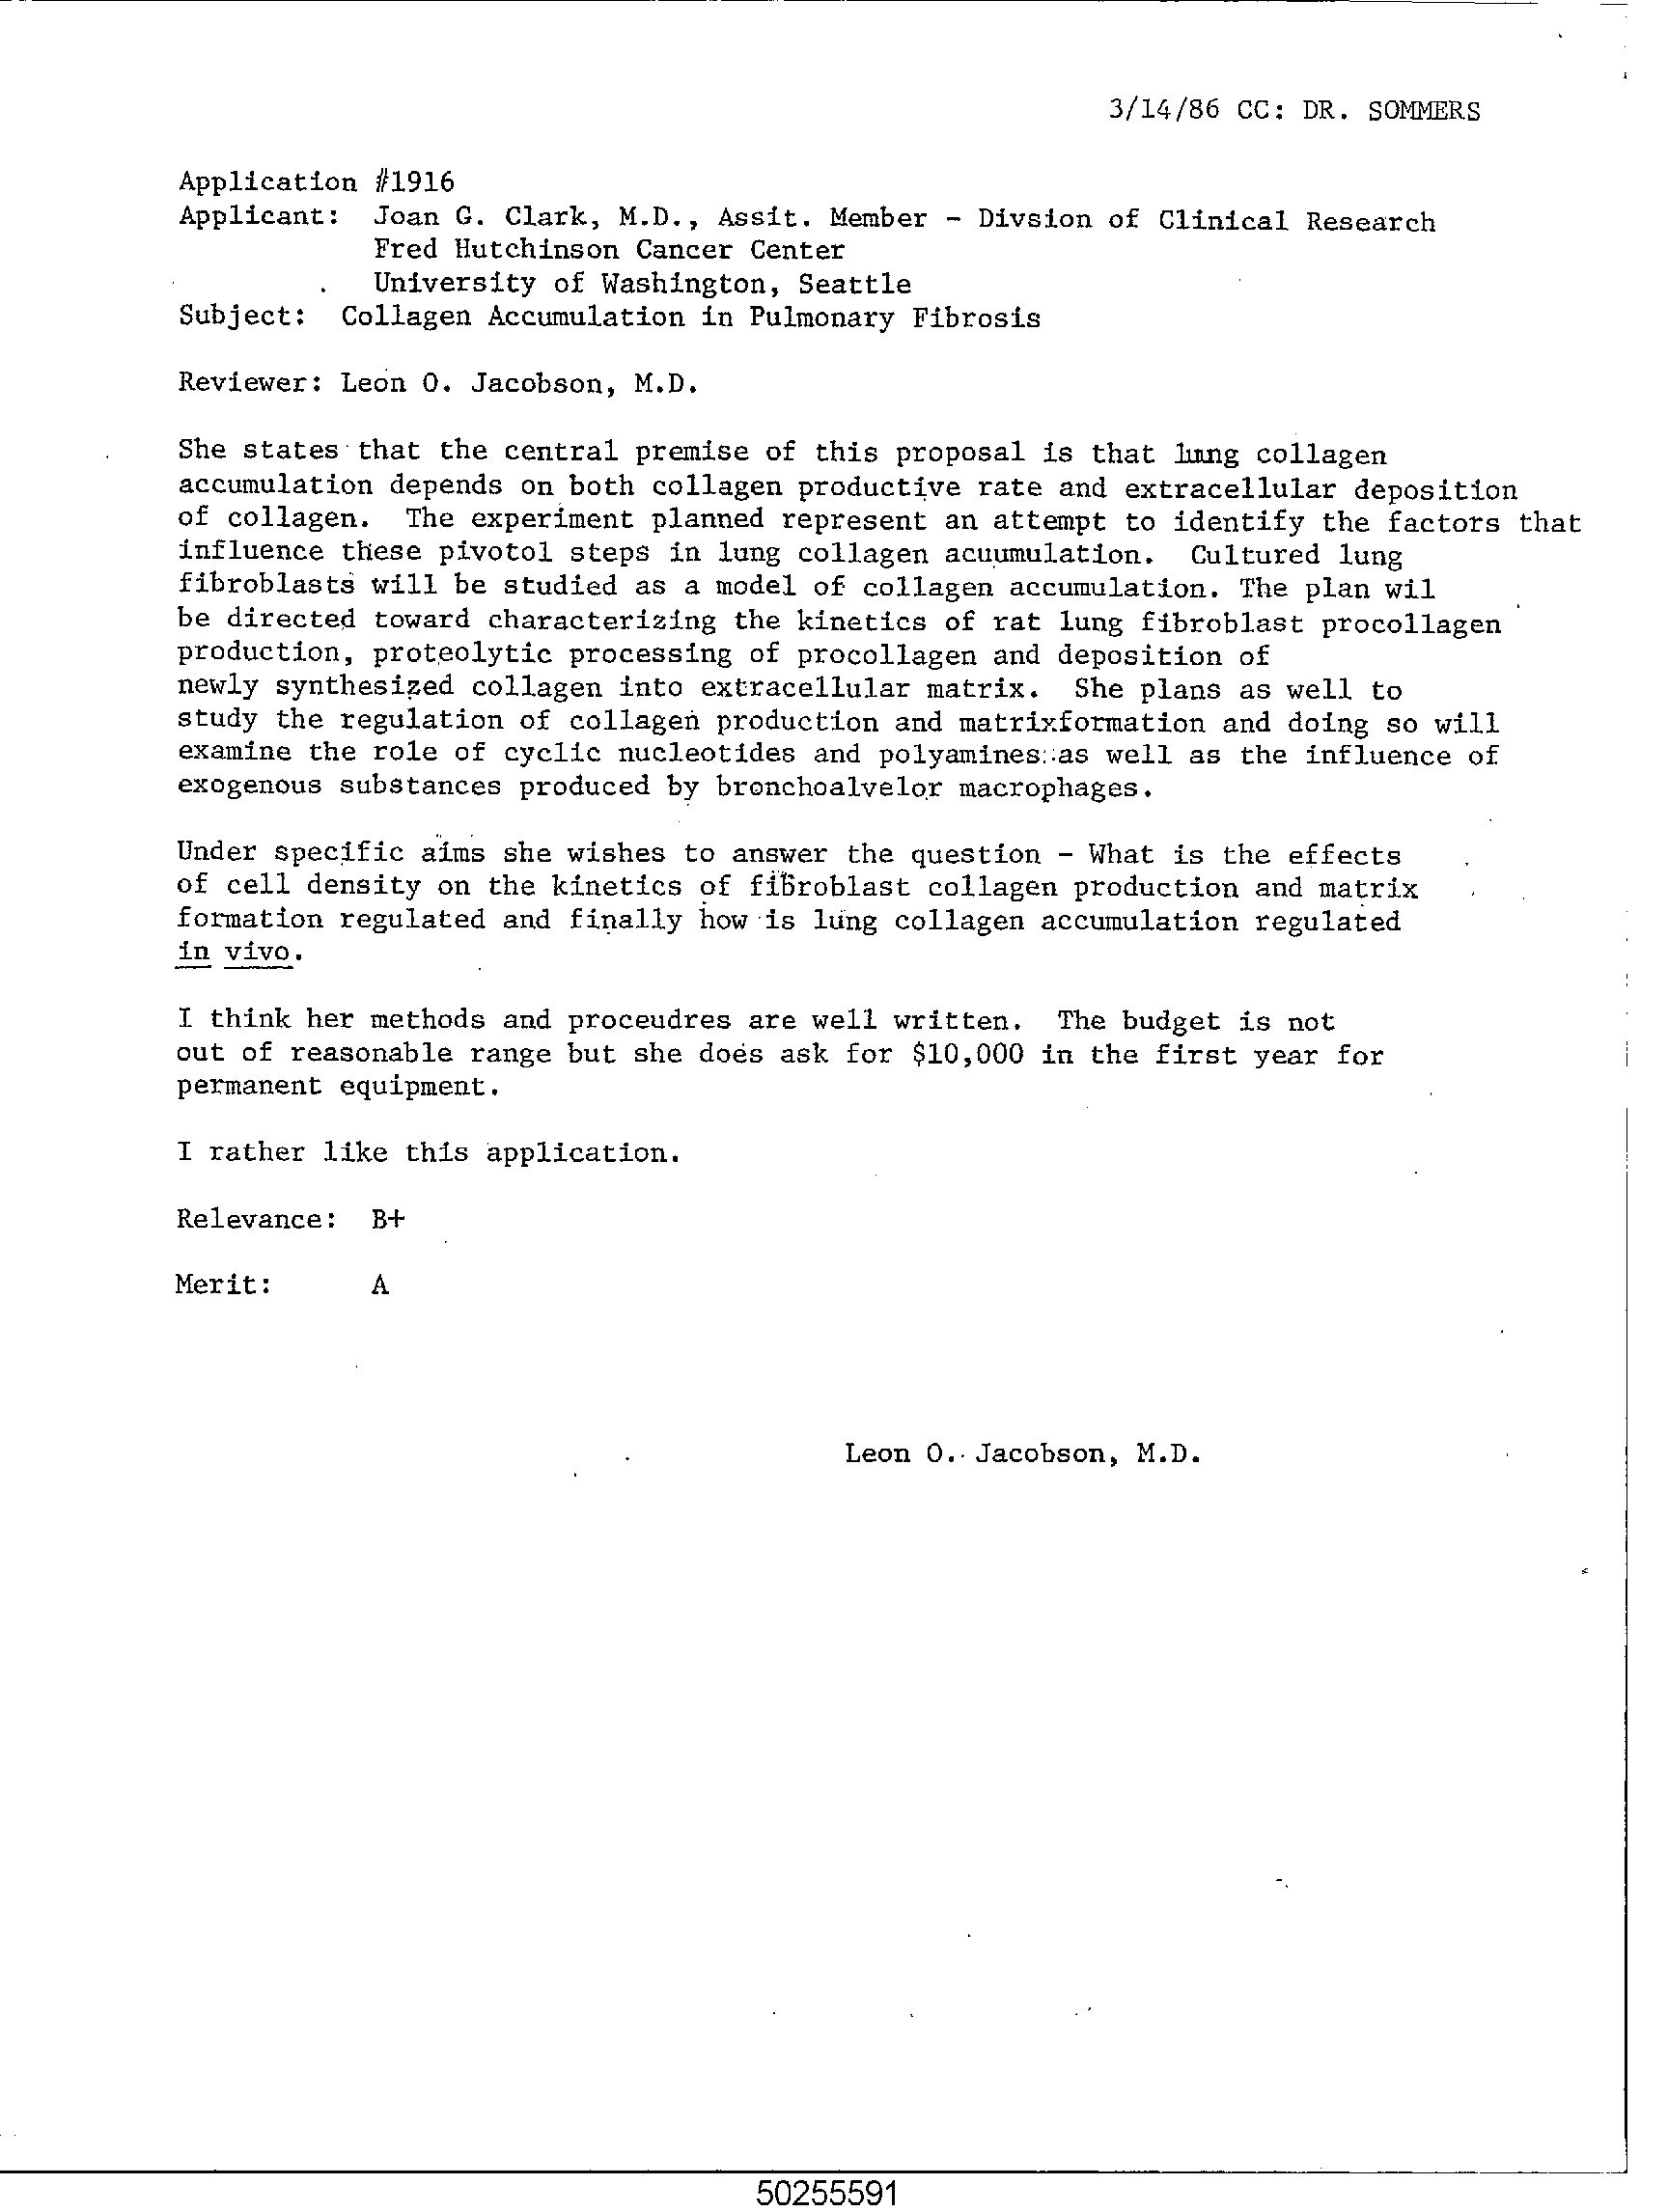 3/14/86 CC: DR. SOMMERS
Application #1916
Applicant: Joan G. Clark, M.D., Assit. Member - Divsion of Clinical Research
Fred Hutchinson Cancer Center
University of Washington, Seattle
Subject: Collagen Accumulation in Pulmonary Fibrosis
Reviewer: Leon O. Jacobson, M.D.
She states that the central premise of this proposal is that lung collagen
accumulation depends on both collagen productive rate and extracellular deposition
of collagen. The experiment planned represent an attempt to identify the factors that
influence these pivotol steps in lung collagen acuumulation. Cultured lung
fibroblasts will be studied as a model of collagen accumulation. The plan wil
be directed toward characterizing the kinetics of rat lung fibroblast procollagen
production, proteolytic processing of procollagen and deposition of
newly synthesized collagen into extracellular matrix. She plans as well to
study the regulation of collagen production and matrixformation and doing so will
examine the role of cyclic nucleotides and polyamines as well as the influence of
exogenous substances produced by bronchoalvelor macrophages.
Under specific aims she wishes to answer the question - What is the effects
of cell density on the kinetics of fibroblast collagen production and matrix
formation regulated and finally how is lung collagen accumulation regulated
in vivo.
I think her methods and proceudres are well written. The budget is not
out of reasonable range but she does ask for $10,000 in the first year for
permanent equipment.
I rather like this application.
Relevance: B+
Merit: A
Leon O. Jacobson, M.D.
50255591